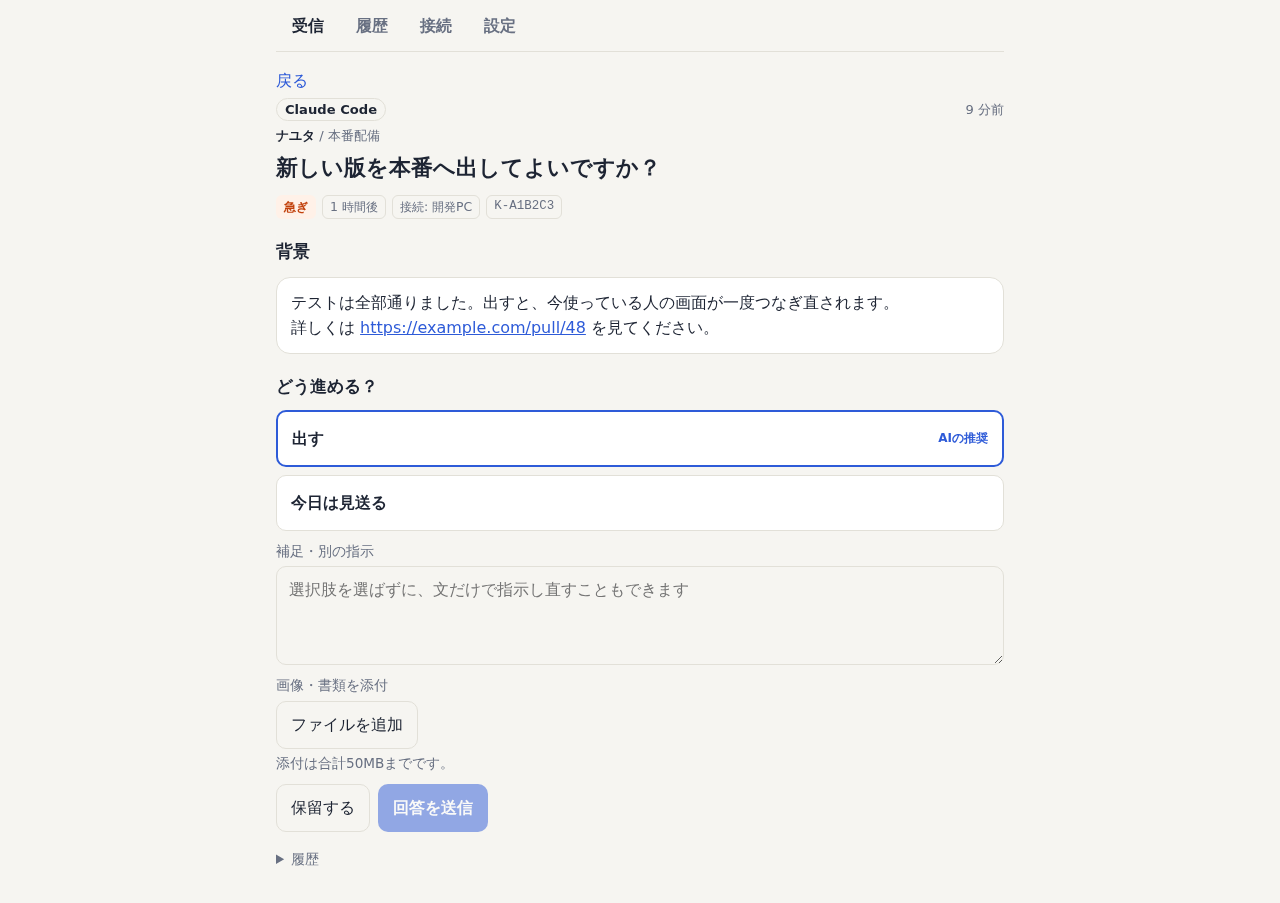 受信 履歴 接続 設定
戻る
Claude Code 9 分前
ナユタ / 本番配備
新しい版を本番へ出してよいですか？
急ぎ 1 時間後 接続: 開発PC K-A1B2C3
背景
テストは全部通りました。出すと、今使っている人の画面が一度つなぎ直されます。
詳しくは https://example.com/pull/48 を見てください。
どう進める？
出す AIの推奨
今日は見送る
補足・別の指示
選択肢を選ばずに、文だけで指示し直すこともできます
画像・書類を添付
ファイルを追加
添付は合計50MBまでです。
保留する 回答を送信
履歴